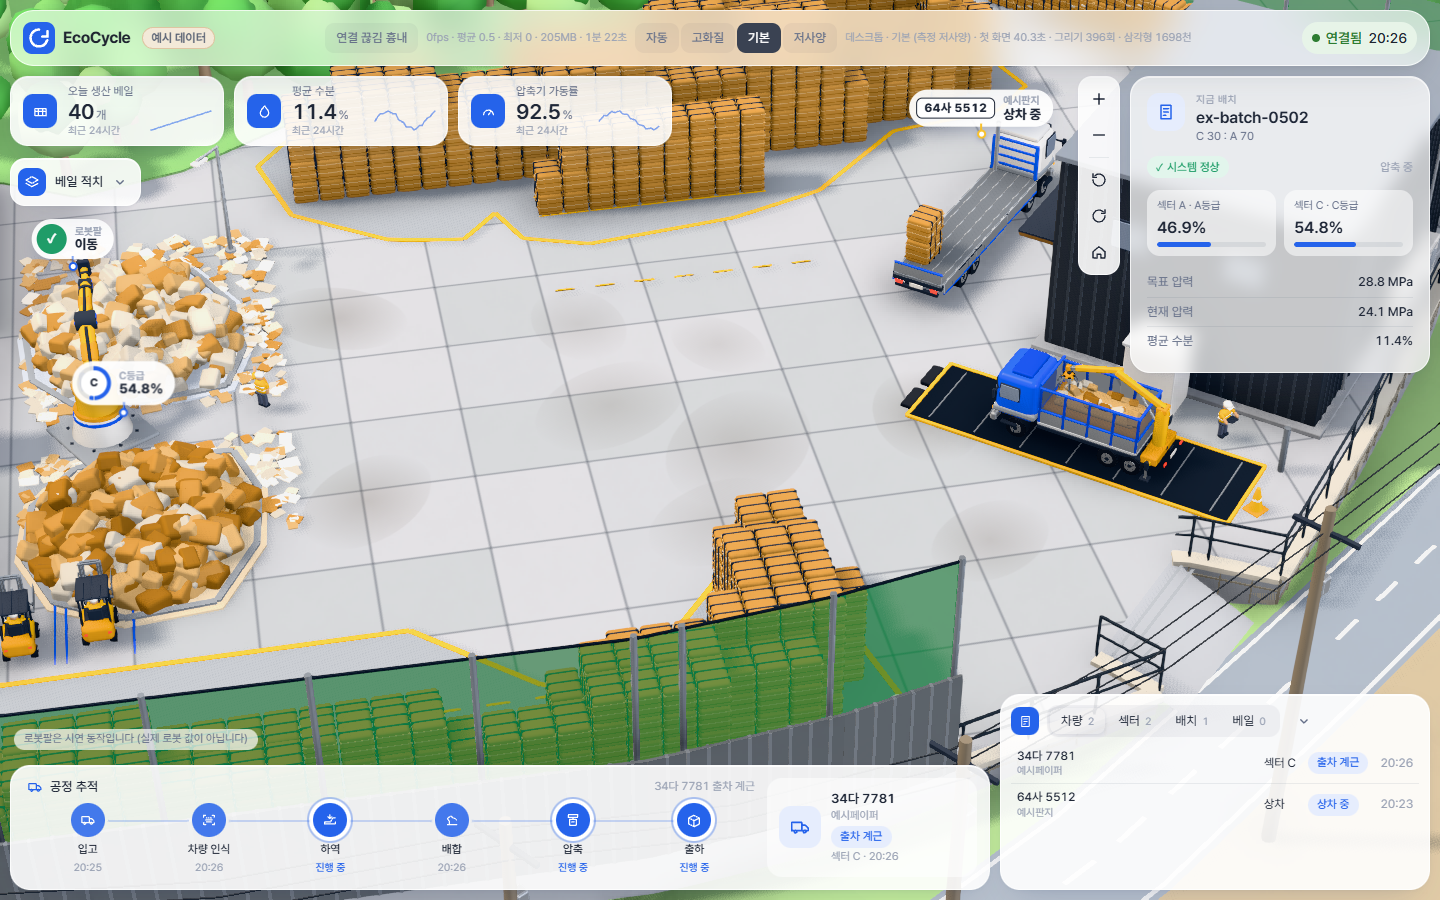 EcoCycle
예시 데이터
연결 끊김 흉내
0fps · 평균 0.5 · 최저 0 · 205MB · 1분 22초
자동
고화질
기본
저사양
데스크톱 · 기본 (측정 저사양) · 첫 화면 40.3초 · 그리기 396회 · 삼각형 1698천
연결됨 20:26
오늘 생산 베일
40개
최근 24시간
평균 수분
11.4%
최근 24시간
압축기 가동률
92.5%
최근 24시간
베일 적치
로봇팔
이동
C
C등급
54.8%
64사 5512
예시판지
상차 중
지금 배치
ex-batch-0502
C 30 : A 70
✓ 시스템 정상
압축 중
섹터 A · A등급
46.9%
섹터 C · C등급
54.8%
목표 압력
28.8 MPa
현재 압력
24.1 MPa
평균 수분
11.4%
로봇팔은 시연 동작입니다 (실제 로봇 값이 아닙니다)
공정 추적
34다 7781 출차 계근
입고
20:25
차량 인식
20:26
하역
진행 중
배합
20:26
압축
진행 중
출하
진행 중
34다 7781
예시페이퍼
출차 계근
섹터 C · 20:26
차량 2
섹터 2
배치 1
베일 0
34다 7781
예시페이퍼
섹터 C
출차 계근
20:26
64사 5512
예시판지
상차
상차 중
20:23